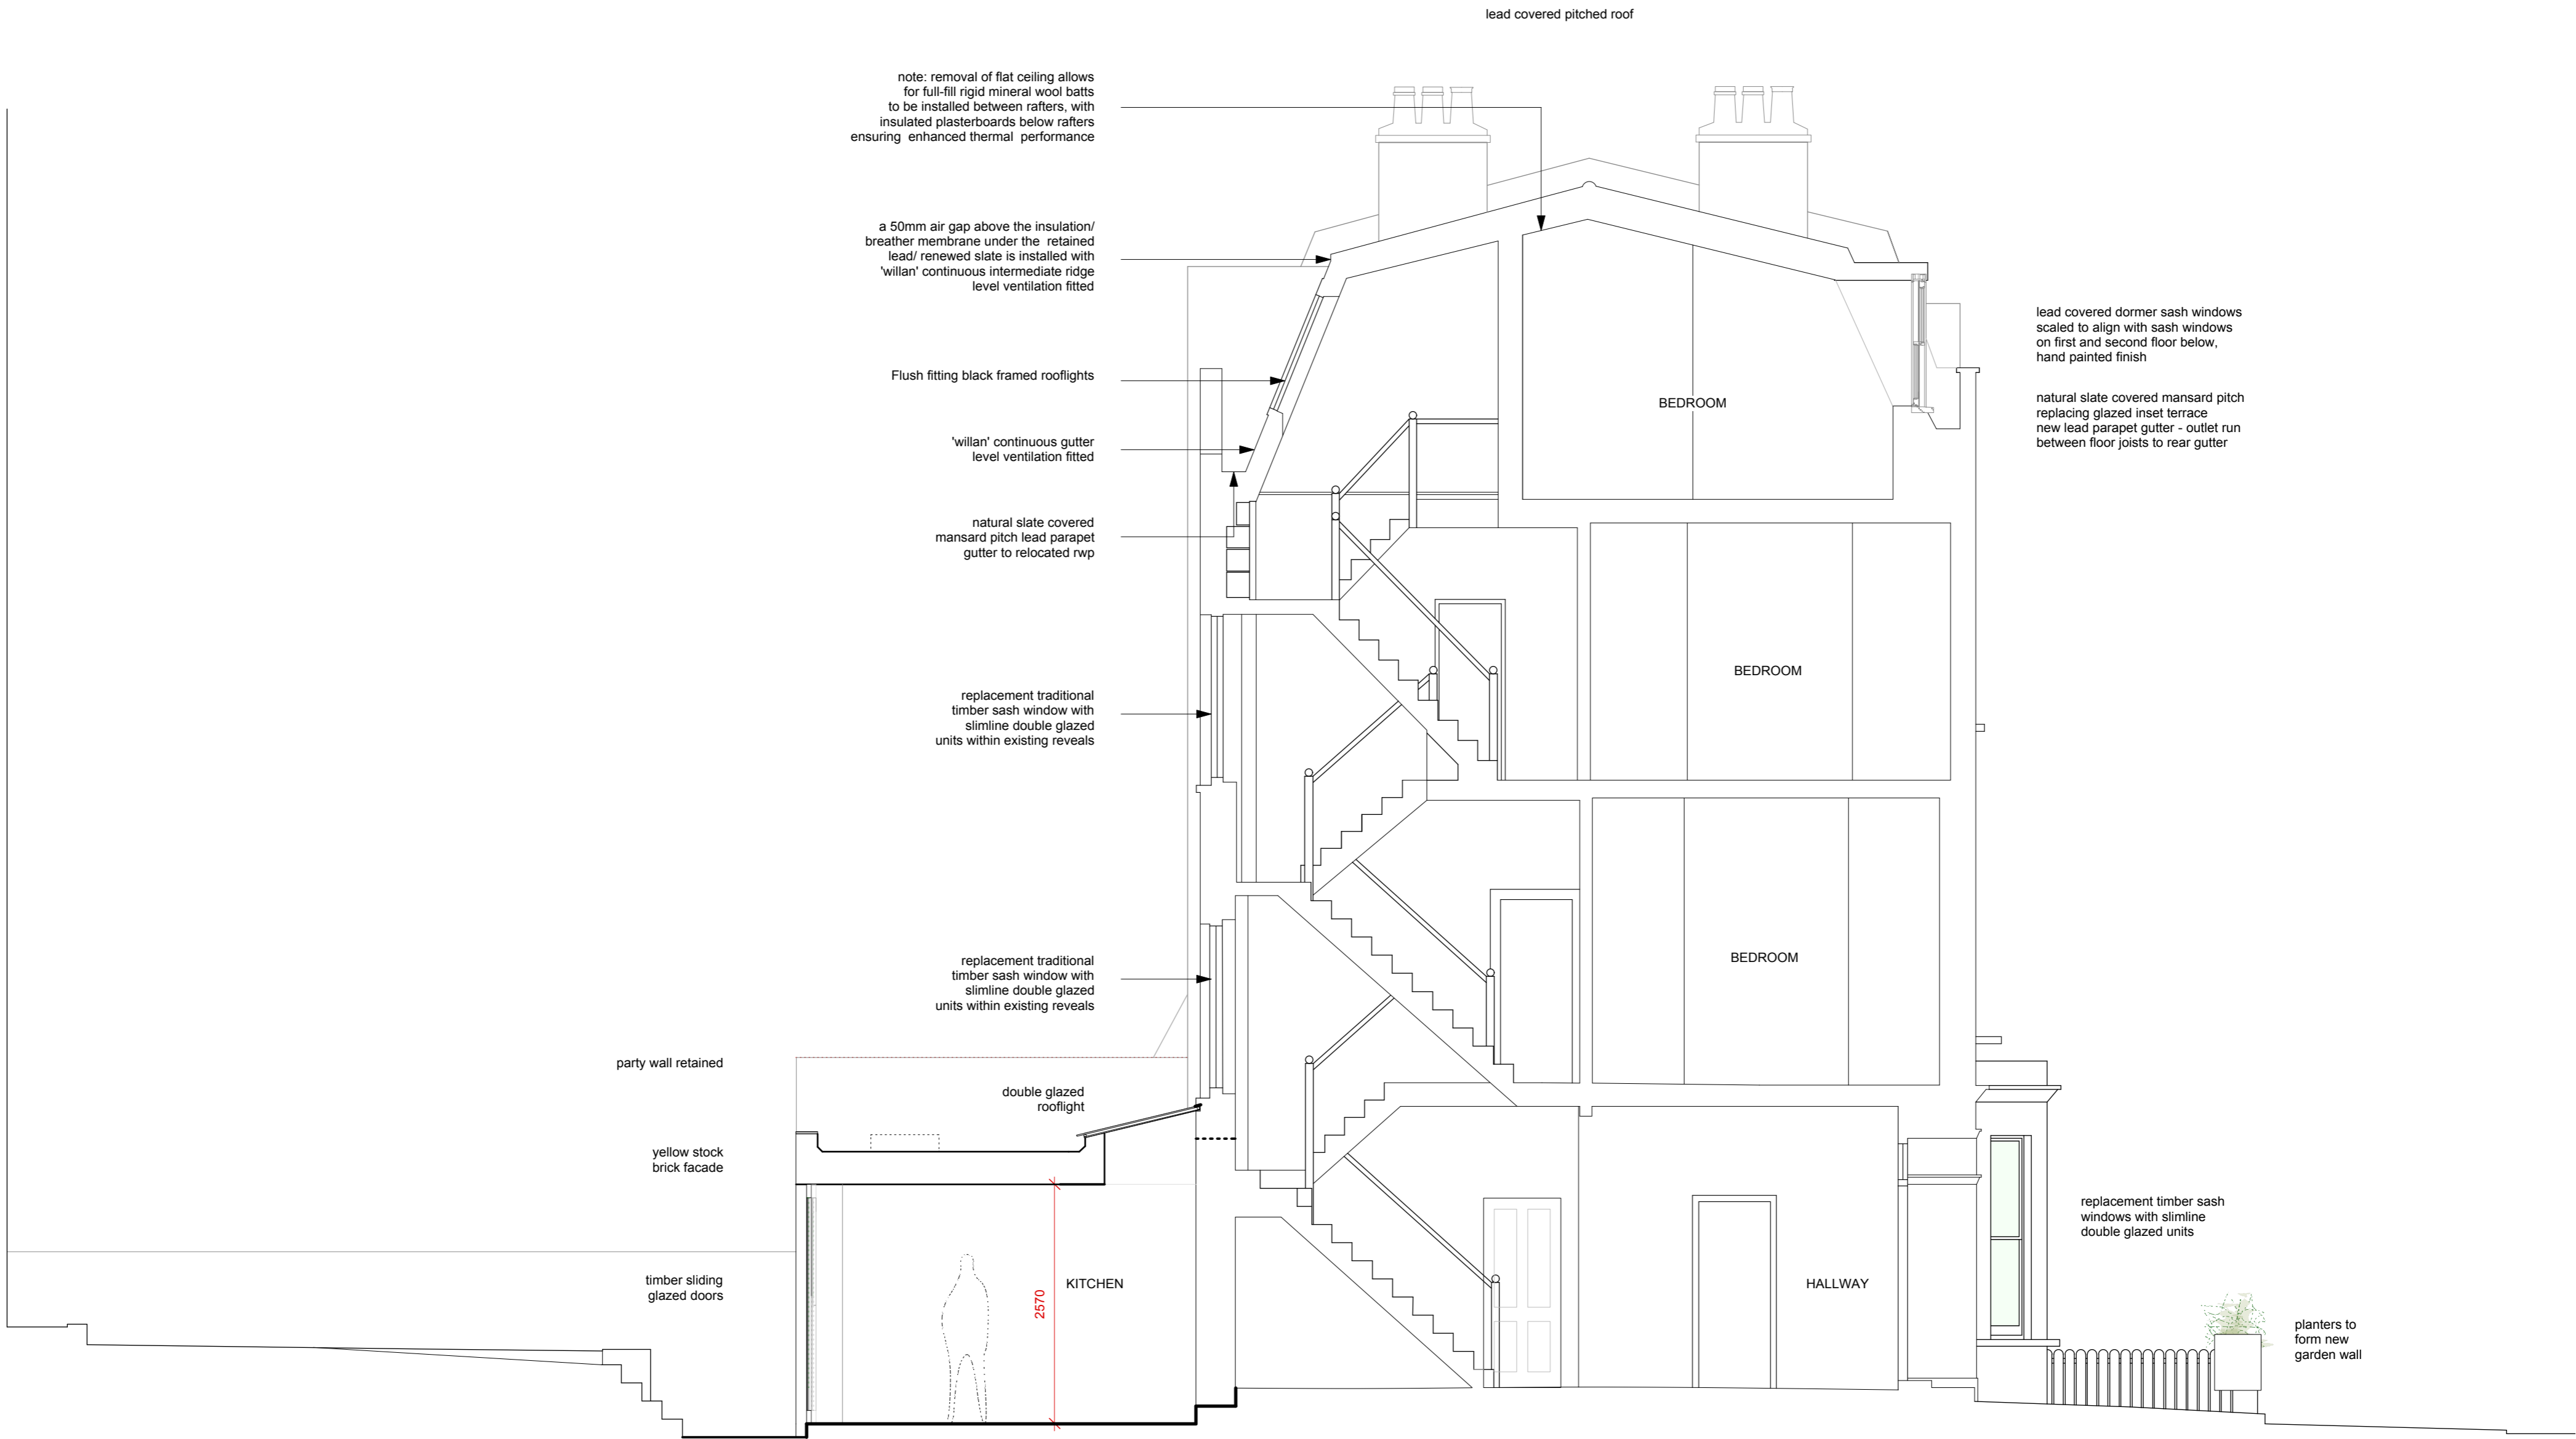 lead covered pitched roof
note: removal of flat ceiling allows
for full-fill rigid mineral wool batts
to be installed between rafters, with
insulated plasterboards below rafters
ensuring enhanced thermal performance
a 50mm air gap above the insulation/
breather membrane under the retained
lead/ renewed slate is installed with
'willan' continuous intermediate ridge
level ventilation fitted
lead covered dormer sash windows
scaled to align with sash windows
on first and second floor below,
hand painted finish
Flush fitting black framed rooflights
natural slate covered mansard pitch
replacing glazed inset terrace
new lead parapet gutter - outlet run
between floor joists to rear gutter
BEDROOM
'willan' continuous gutter
level ventilation fitted
natural slate covered
mansard pitch lead parapet
gutter to relocated rwp
BEDROOM
replacement traditional
timber sash window with
slimline double glazed
units within existing reveals
BEDROOM
replacement traditional
timber sash window with
slimline double glazed
units within existing reveals
party wall retained
double glazed
rooflight
yellow stock
brick facade
replacement timber sash
windows with slimline
double glazed units
timber sliding
glazed doors
2570
KITCHEN
HALLWAY
planters to
form new
garden wall